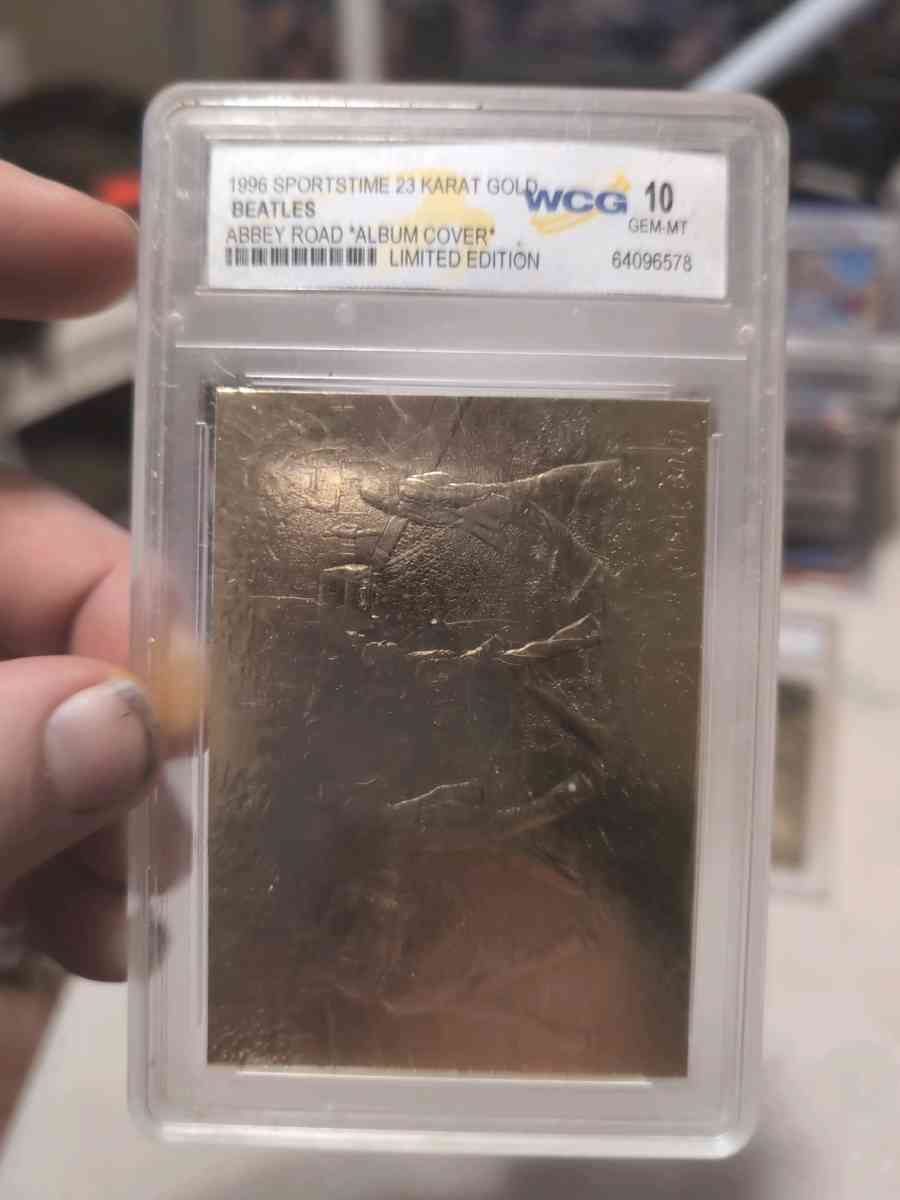 1996 SPORTSTIME 23 KARAT GOLD WCG 10
BEATLES GEM-MT
ABBEY ROAD *ALBUM COVER*
LIMITED EDITION 64096578